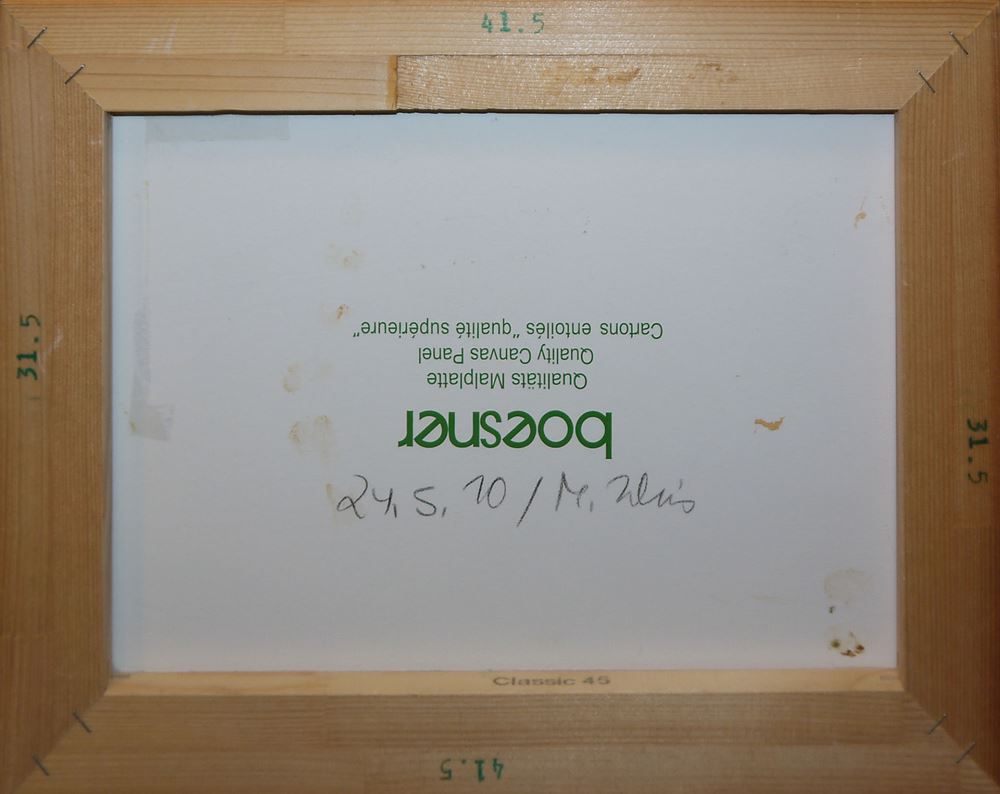 41.5
31.5
Cartons entoilés "qualité supérieure"
Quality Canvas Panel
Qualitäts Malplatte
boesner
24.5.10 / M.
31.5
Classic 45
41.5